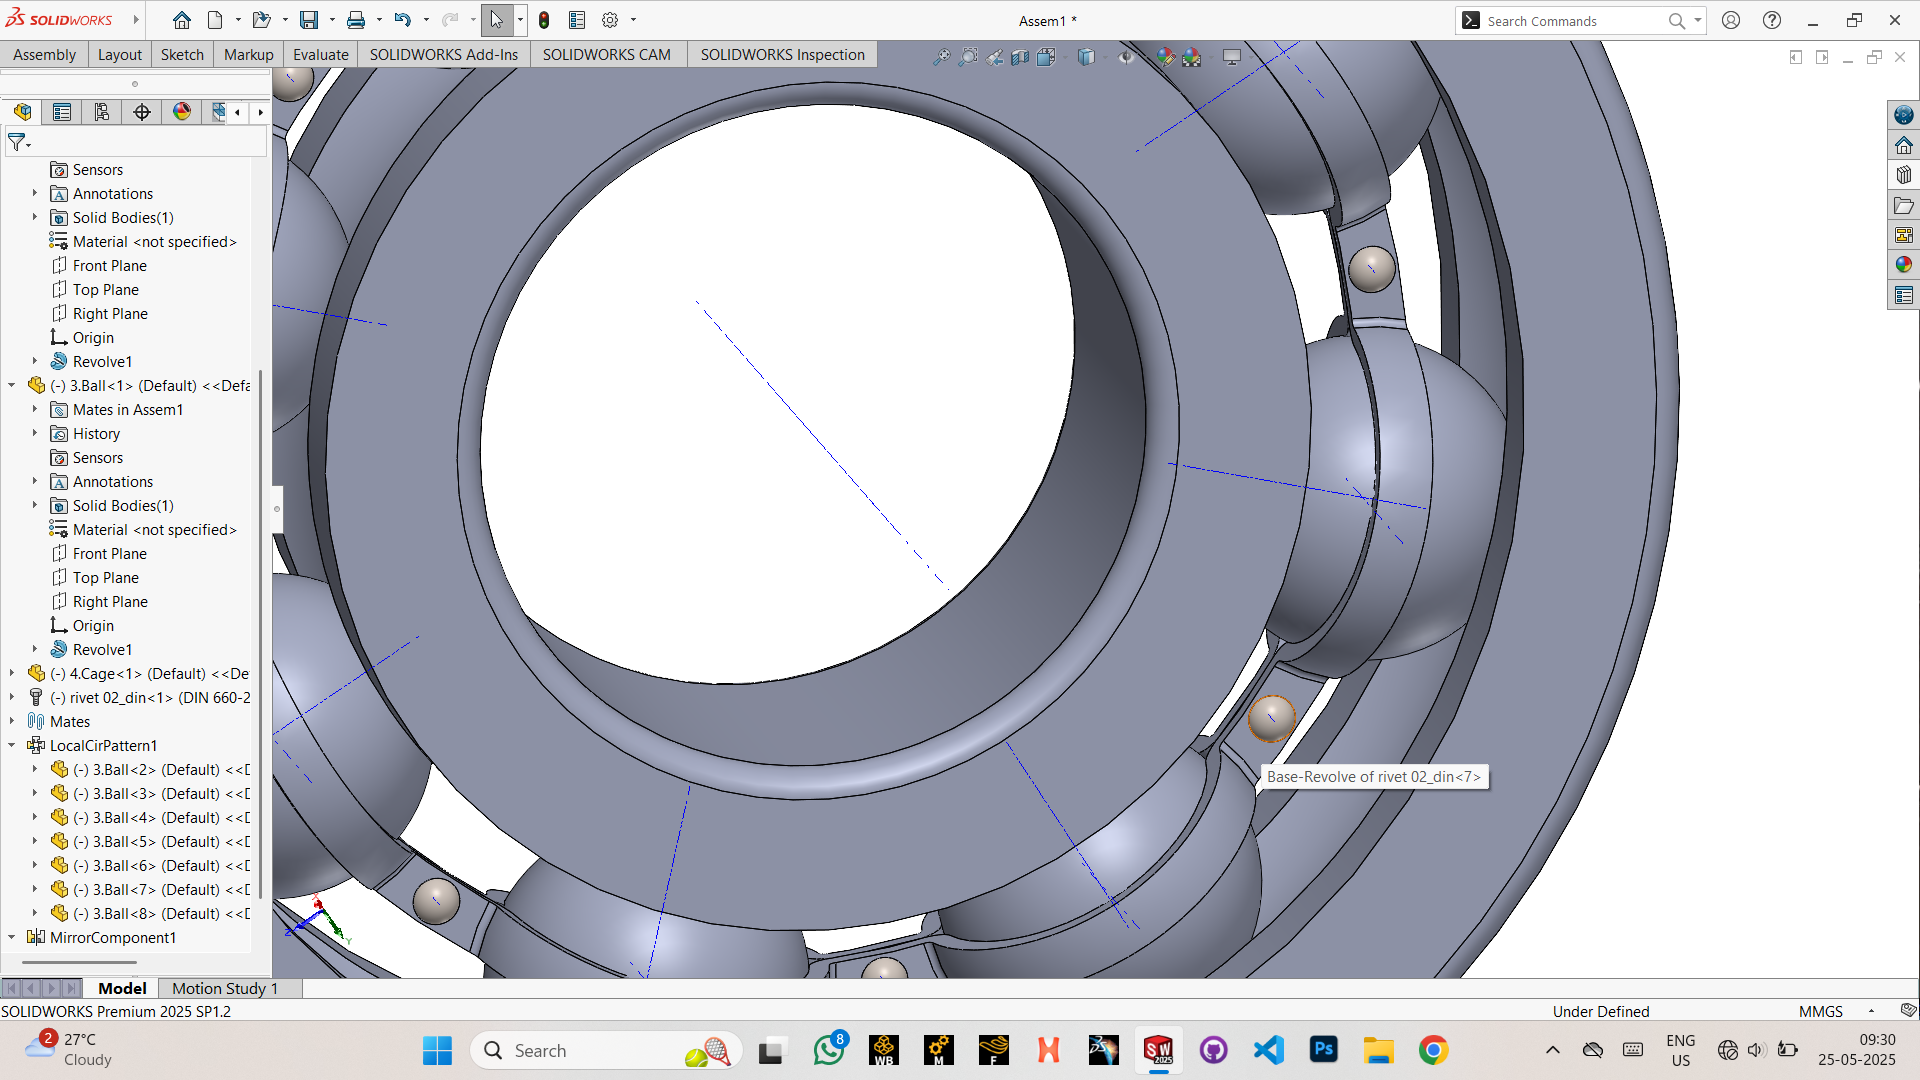 SOLIDWORKS
Assem1 *
Search Commands
Assembly
Layout
Sketch
Markup
Evaluate
SOLIDWORKS Add-Ins
SOLIDWORKS CAM
SOLIDWORKS Inspection
Sensors
Annotations
Solid Bodies(1)
Material <not specified>
Front Plane
Top Plane
Right Plane
Origin
Revolve1
(-) 3.Ball<1> (Default) <<Defa
Mates in Assem1
History
Sensors
Annotations
Solid Bodies(1)
Material <not specified>
Front Plane
Top Plane
Right Plane
Origin
Revolve1
(-) 4.Cage<1> (Default) <<De
(-) rivet 02_din<1> (DIN 660-2
Mates
LocalCirPattern1
(-) 3.Ball<2> (Default) <<D
(-) 3.Ball<3> (Default) <<D
(-) 3.Ball<4> (Default) <<D
(-) 3.Ball<5> (Default) <<D
(-) 3.Ball<6> (Default) <<D
(-) 3.Ball<7> (Default) <<D
(-) 3.Ball<8> (Default) <<D
MirrorComponent1
Base-Revolve of rivet 02_din<7>
Model
Motion Study 1
SOLIDWORKS Premium 2025 SP1.2
Under Defined
MMGS
2
27°C
Cloudy
Search
8
WB
M
F
SW
2025
Ps
ENG
US
09:30
25-05-2025